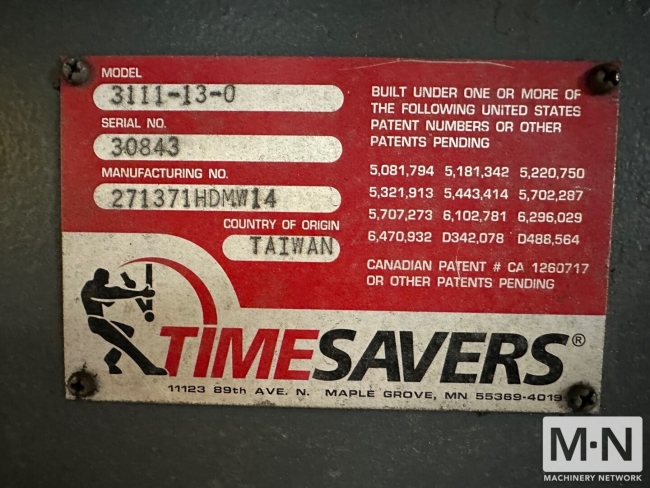 MODEL
3111-13-0
SERIAL NO.
30843
MANUFACTURING NO.
271371HDMW14
COUNTRY OF ORIGIN
TAIWAN
BUILT UNDER ONE OR MORE OF
THE FOLLOWING UNITED STATES
PATENT NUMBERS OR OTHER
PATENTS PENDING
5,081,794 5,181,342 5,220,750
5,321,913 5,443,414 5,702,287
5,707,273 6,102,781 6,296,029
6,470,932 D342,078 D488,564
CANADIAN PATENT # CA 1260717
OR OTHER PATENTS PENDING
TIMESAVERS®
11123 89th AVE. N. MAPLE GROVE, MN 55369-4019
M·N
MACHINERY NETWORK